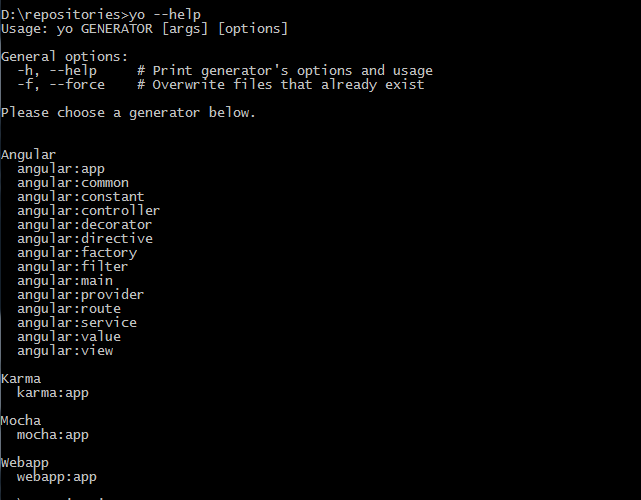 D:\repositories>yo --help
Usage: yo GENERATOR [args] [options]
General options:
-h, --help # Print generator's options and usage
-f, --force # Overwrite files that already exist
Please choose a generator below.
Angular
angular:app
angular:common
angular:constant
angular:controller
angular:decorator
angular:directive
angular:factory
angular:filter
angular:main
angular:provider
angular:route
angular:service
angular:value
angular:view
Karma
karma:app
Mocha
mocha:app
Webapp
webapp:app